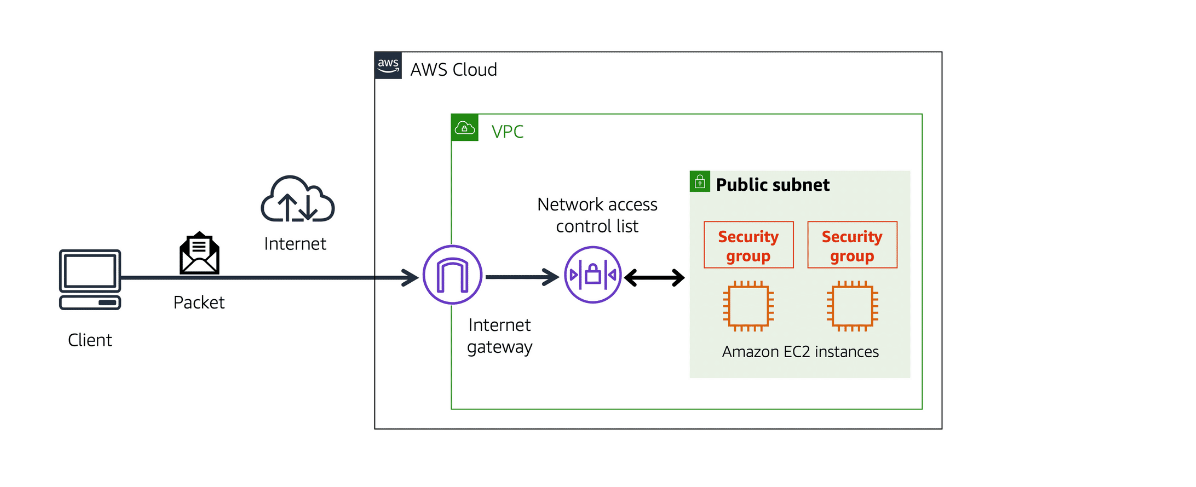 aws
AWS Cloud
VPC
Public subnet
Network access
control list
Security
group
Security
group
Internet
Packet
Client
Internet
gateway
Amazon EC2 instances